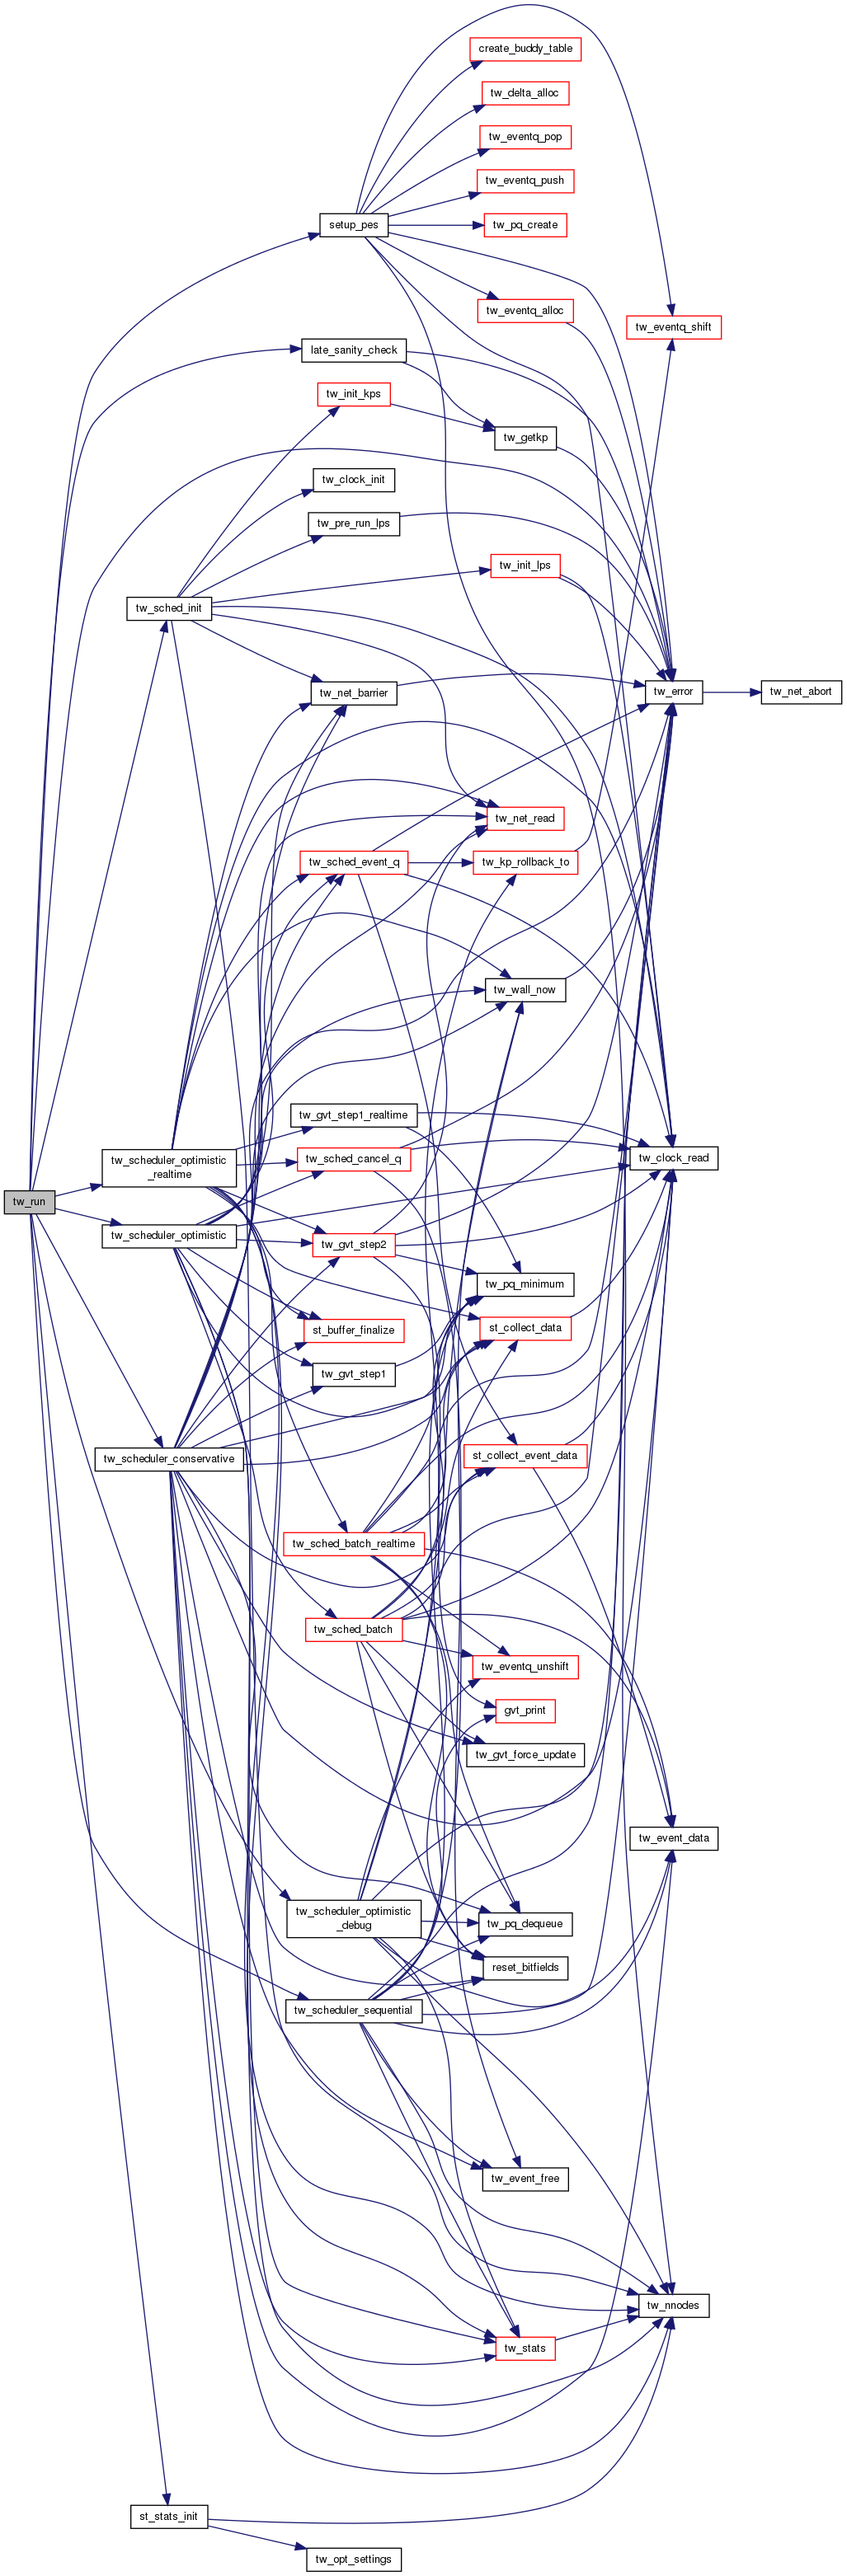 create_buddy_table
tw_delta_alloc
tw_eventq_pop
tw_eventq_push
setup_pes
tw_pq_create
tw_eventq_alloc
tw_eventq_shift
late_sanity_check
tw_init_kps
tw_getkp
tw_clock_init
tw_pre_run_lps
tw_init_lps
tw_sched_init
tw_net_barrier
tw_error
tw_net_abort
tw_net_read
tw_sched_event_q
tw_kp_rollback_to
tw_wall_now
tw_gvt_step1_realtime
tw_scheduler_optimistic
_realtime
tw_sched_cancel_q
tw_clock_read
tw_run
tw_scheduler_optimistic
tw_gvt_step2
tw_pq_minimum
st_buffer_finalize
st_collect_data
tw_gvt_step1
tw_scheduler_conservative
st_collect_event_data
tw_sched_batch_realtime
tw_sched_batch
tw_eventq_unshift
gvt_print
tw_gvt_force_update
tw_event_data
tw_scheduler_optimistic
_debug
tw_pq_dequeue
reset_bitfields
tw_scheduler_sequential
tw_event_free
tw_nnodes
tw_stats
st_stats_init
tw_opt_settings